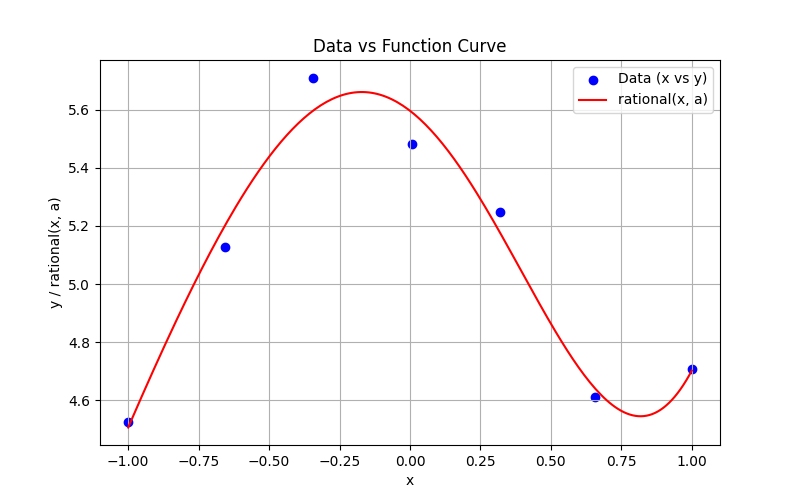 Data vs Function Curve
Data (x vs y)
rational(x, a)
y / rational(x, a)
5.6
5.4
5.2
5.0
4.8
4.6
−1.00 −0.75 −0.50 −0.25 0.00 0.25 0.50 0.75 1.00
x